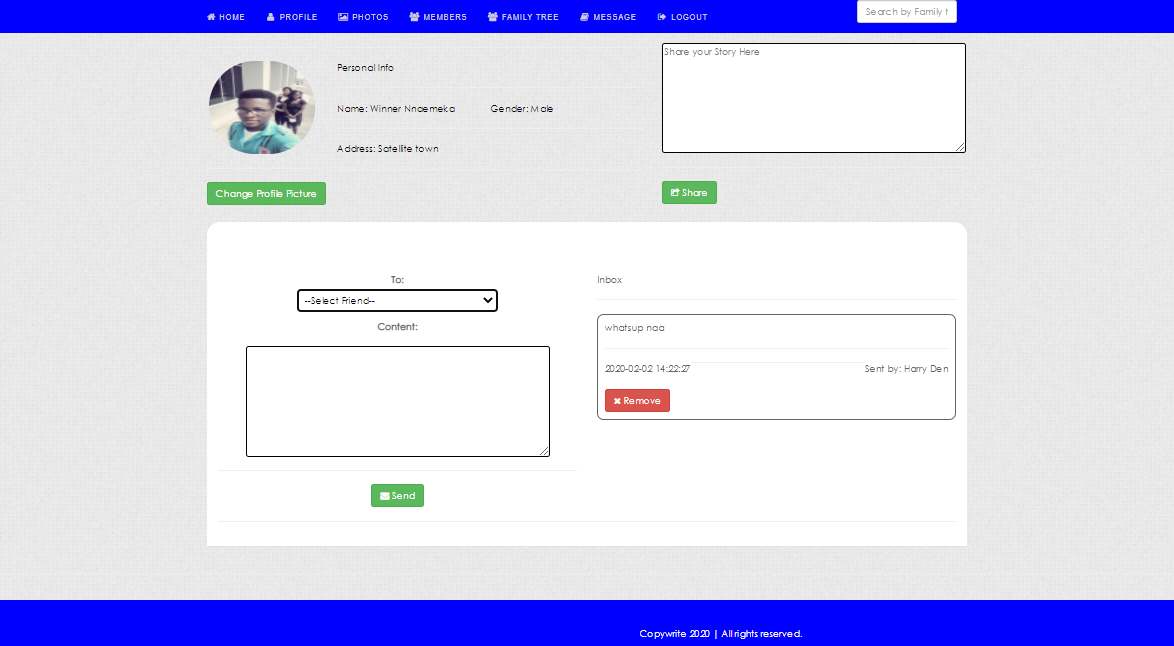 HOME PROFILE PHOTOS MEMBERS FAMILY TREE MESSAGE LOGOUT Search by Family t
Personal Info
Name: Winner Nnaemeka Gender: Male
Address: Satellite town
Change Profile Picture
Share your Story Here
Share
To:
--Select Friend--
Content:
Send
Inbox
whatsup naa
2020-02-02 14:22:27 Sent by: Harry Den
Remove
Copywrite 2020 | All rights reserved.